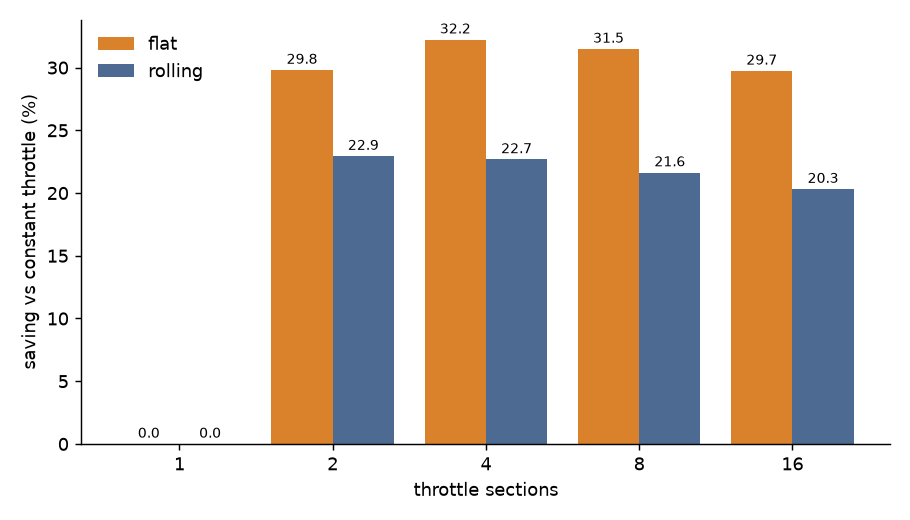 flat
rolling
saving vs constant throttle (%)
30
25
20
15
10
5
0
0.0 0.0
29.8 22.9
32.2 22.7
31.5 21.6
29.7 20.3
1 2 4 8 16
throttle sections